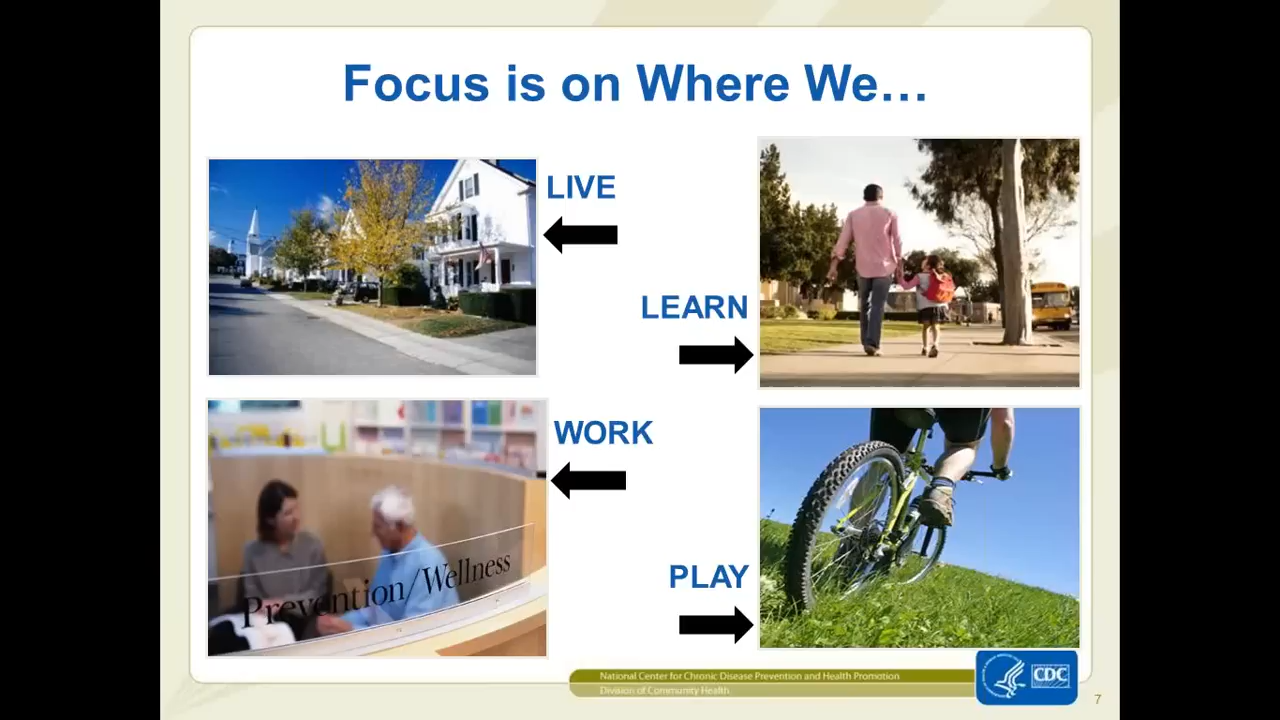 Focus is on Where We…
LIVE
LEARN
WORK
Prevention/Wellness
PLAY
National Center for Chronic Disease Prevention and Health Promotion
Division of Community Health
CDC
7